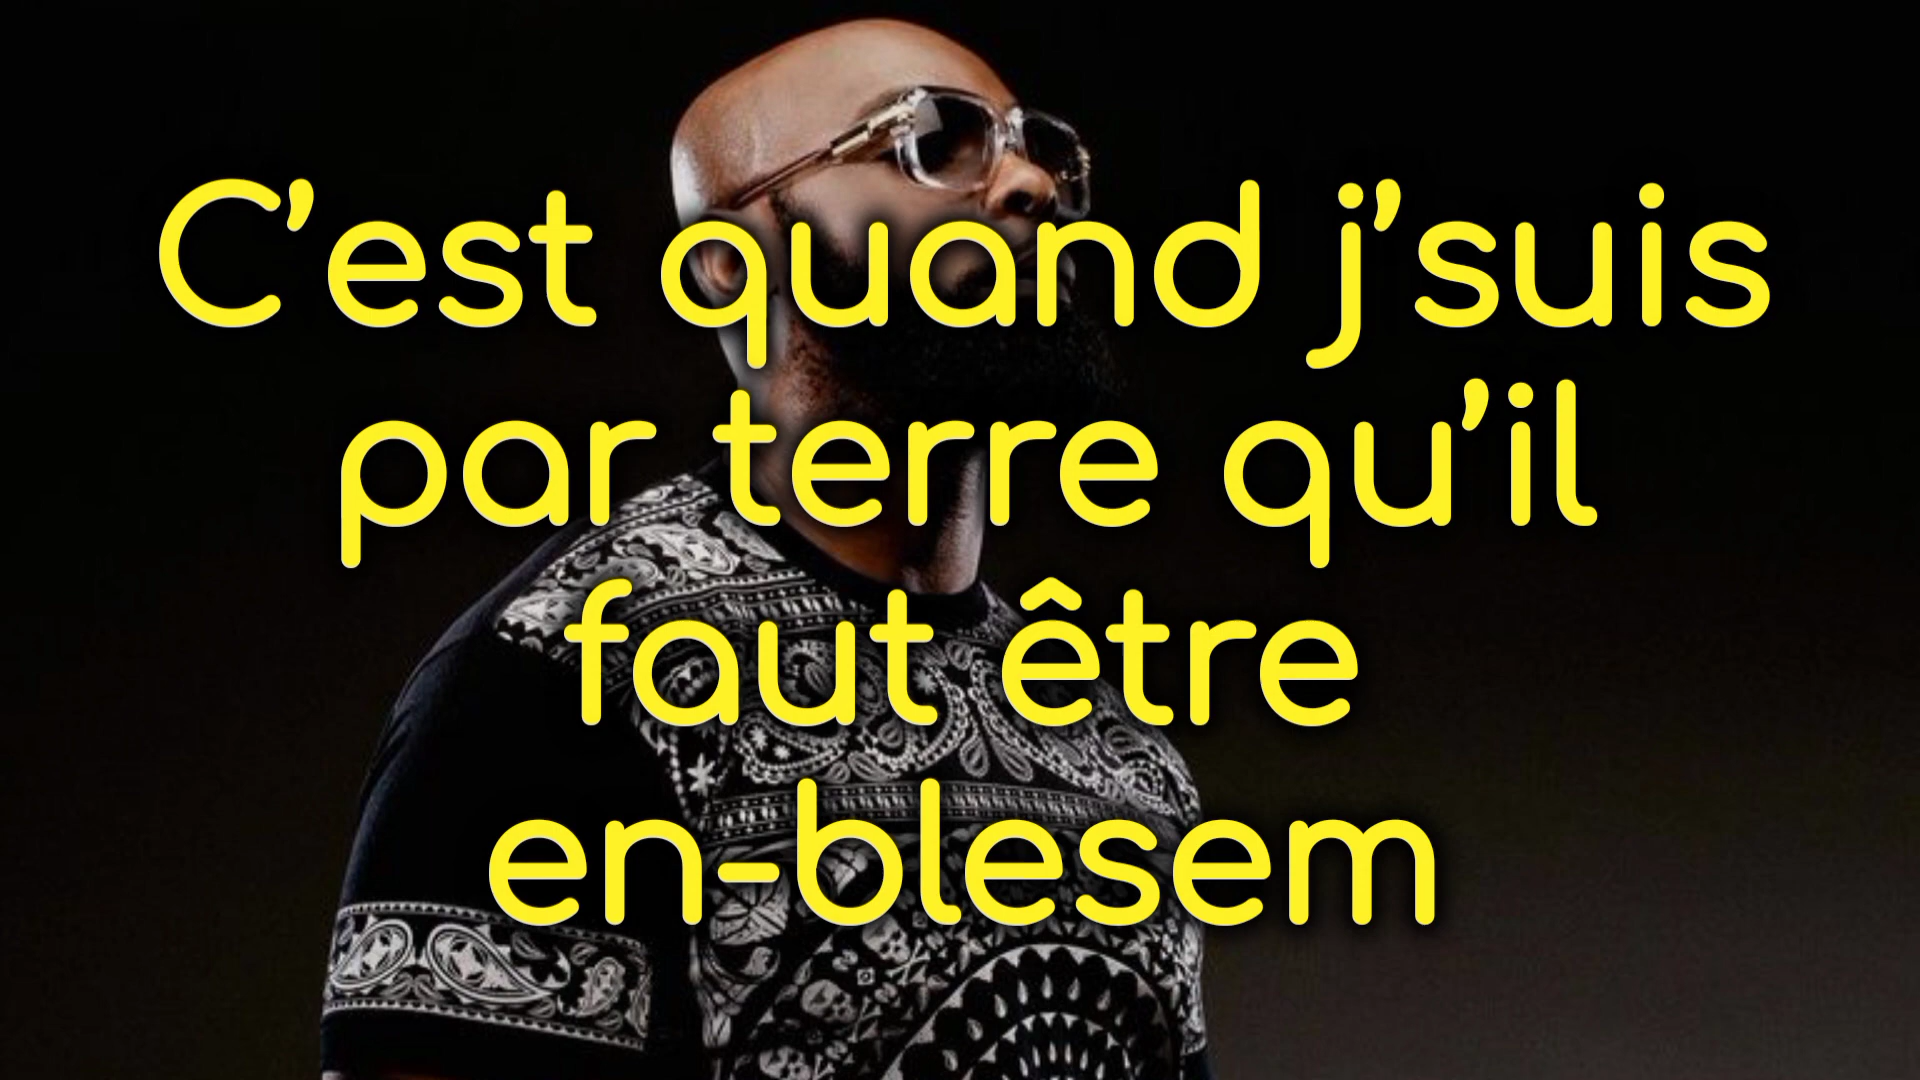 C’est quand j’suis
par terre qu’il
faut être
en-blesem